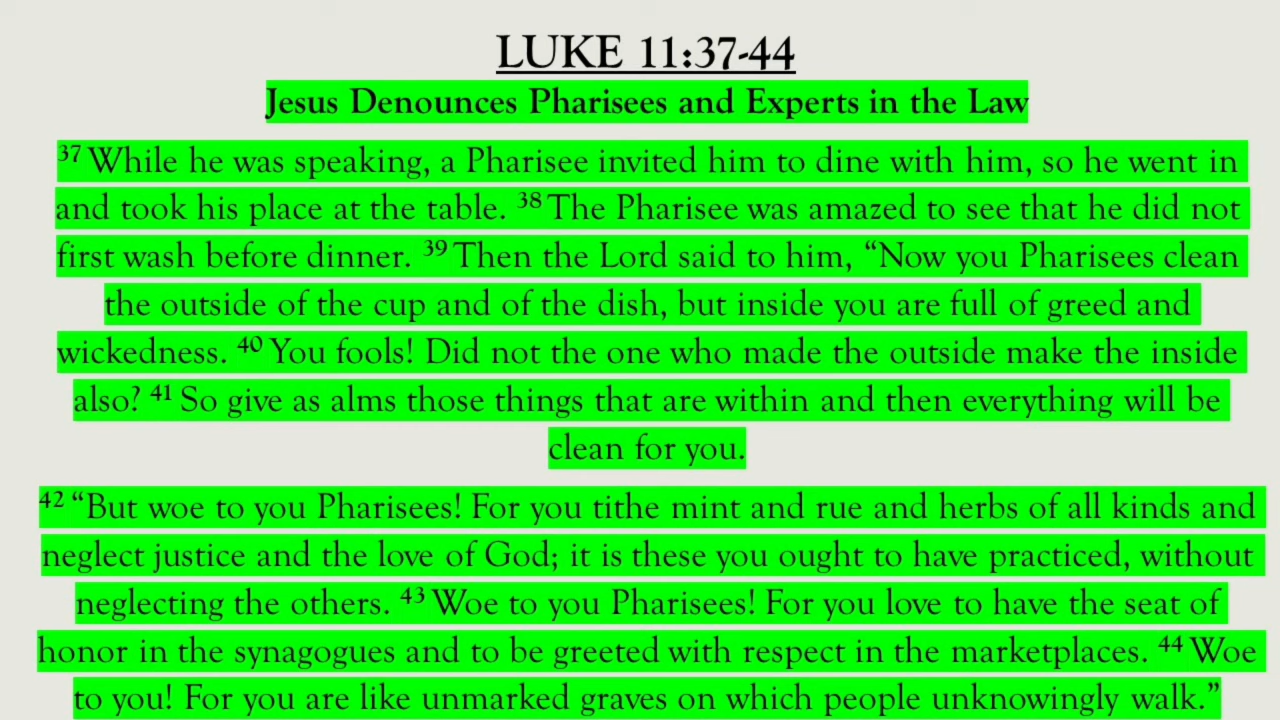 LUKE 11:37-44
Jesus Denounces Pharisees and Experts in the Law
37 While he was speaking, a Pharisee invited him to dine with him, so he went in
and took his place at the table. 38 The Pharisee was amazed to see that he did not
first wash before dinner. 39 Then the Lord said to him, “Now you Pharisees clean
the outside of the cup and of the dish, but inside you are full of greed and
wickedness. 40 You fools! Did not the one who made the outside make the inside
also? 41 So give as alms those things that are within and then everything will be
clean for you.
42 “But woe to you Pharisees! For you tithe mint and rue and herbs of all kinds and
neglect justice and the love of God; it is these you ought to have practiced, without
neglecting the others. 43 Woe to you Pharisees! For you love to have the seat of
honor in the synagogues and to be greeted with respect in the marketplaces. 44 Woe
to you! For you are like unmarked graves on which people unknowingly walk.”